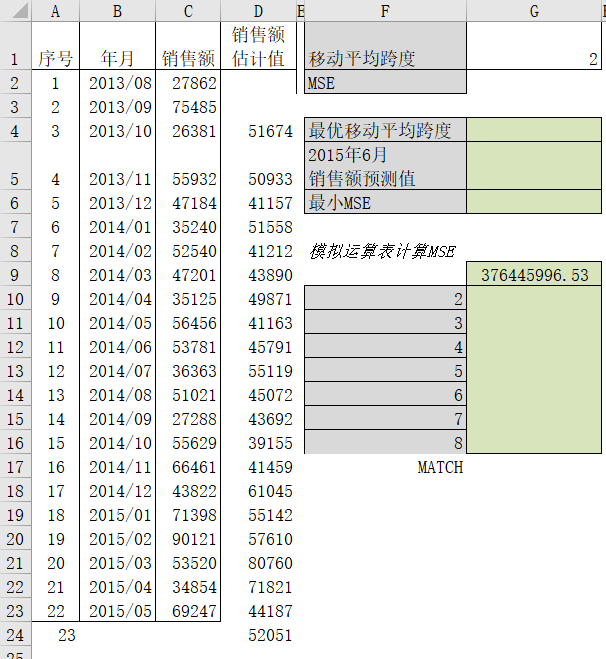 A B C D E F G
1 序号 年月 销售额 销售额 估计值 移动平均跨度 2
2 1 2013/08 27862 MSE
3 2 2013/09 75485
4 3 2013/10 26381 51674 最优移动平均跨度
2015年6月
5 4 2013/11 55932 50933 销售额预测值
6 5 2013/12 47184 41157 最小MSE
7 6 2014/01 35240 51558
8 7 2014/02 52540 41212 模拟运算表计算MSE
9 8 2014/03 47201 43890 376445996.53
10 9 2014/04 35125 49871 2
11 10 2014/05 56456 41163 3
12 11 2014/06 53781 45791 4
13 12 2014/07 36363 55119 5
14 13 2014/08 51021 45072 6
15 14 2014/09 27288 43692 7
16 15 2014/10 55629 39155 8
17 16 2014/11 66461 41459 MATCH
18 17 2014/12 43822 61045
19 18 2015/01 71398 55142
20 19 2015/02 90121 57610
21 20 2015/03 53520 80760
22 21 2015/04 34854 71821
23 22 2015/05 69247 44187
24 23 52051
25